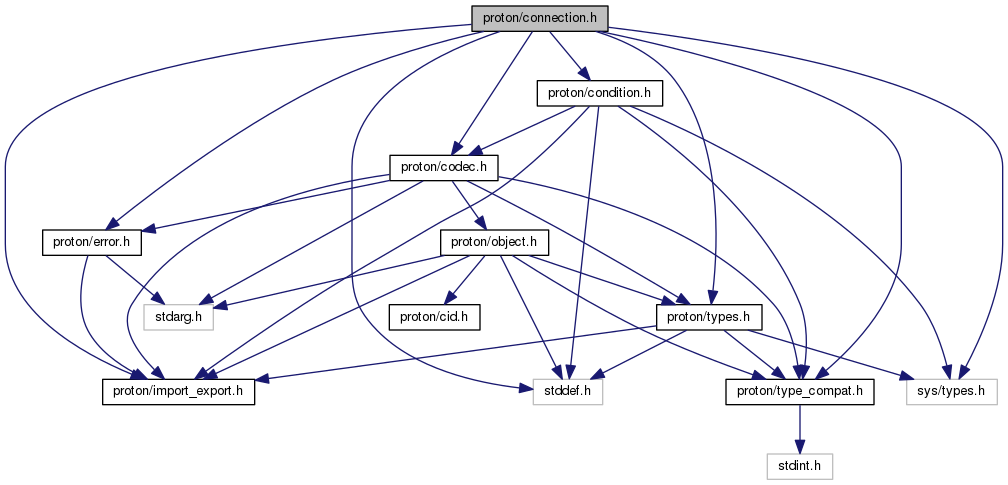 proton/connection.h
proton/condition.h
proton/codec.h
proton/error.h
proton/object.h
stdarg.h
proton/cid.h
proton/types.h
proton/import_export.h
stddef.h
proton/type_compat.h
sys/types.h
stdint.h